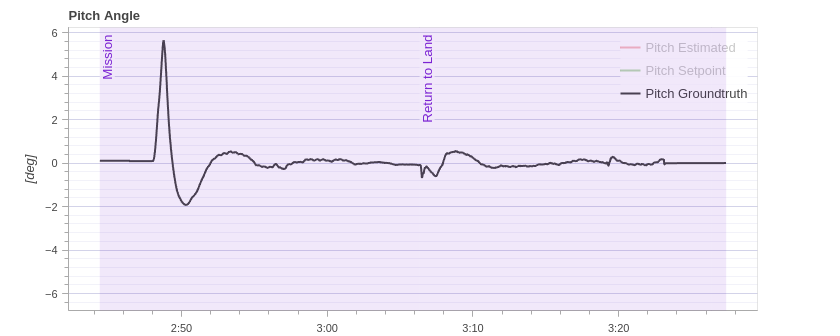 Pitch Angle
Mission
Return to Land
Pitch Estimated
Pitch Setpoint
Pitch Groundtruth
[deg]
6
4
2
0
−2
−4
−6
2:50
3:00
3:10
3:20